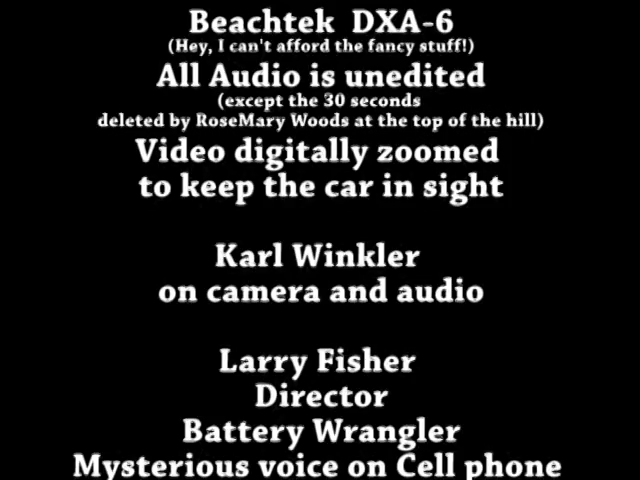 Beachtek DXA-6
(Hey, I can't afford the fancy stuff!)
All Audio is unedited
(except the 30 seconds
deleted by RoseMary Woods at the top of the hill)
Video digitally zoomed
to keep the car in sight
Karl Winkler
on camera and audio
Larry Fisher
Director
Battery Wrangler
Mysterious voice on Cell phone